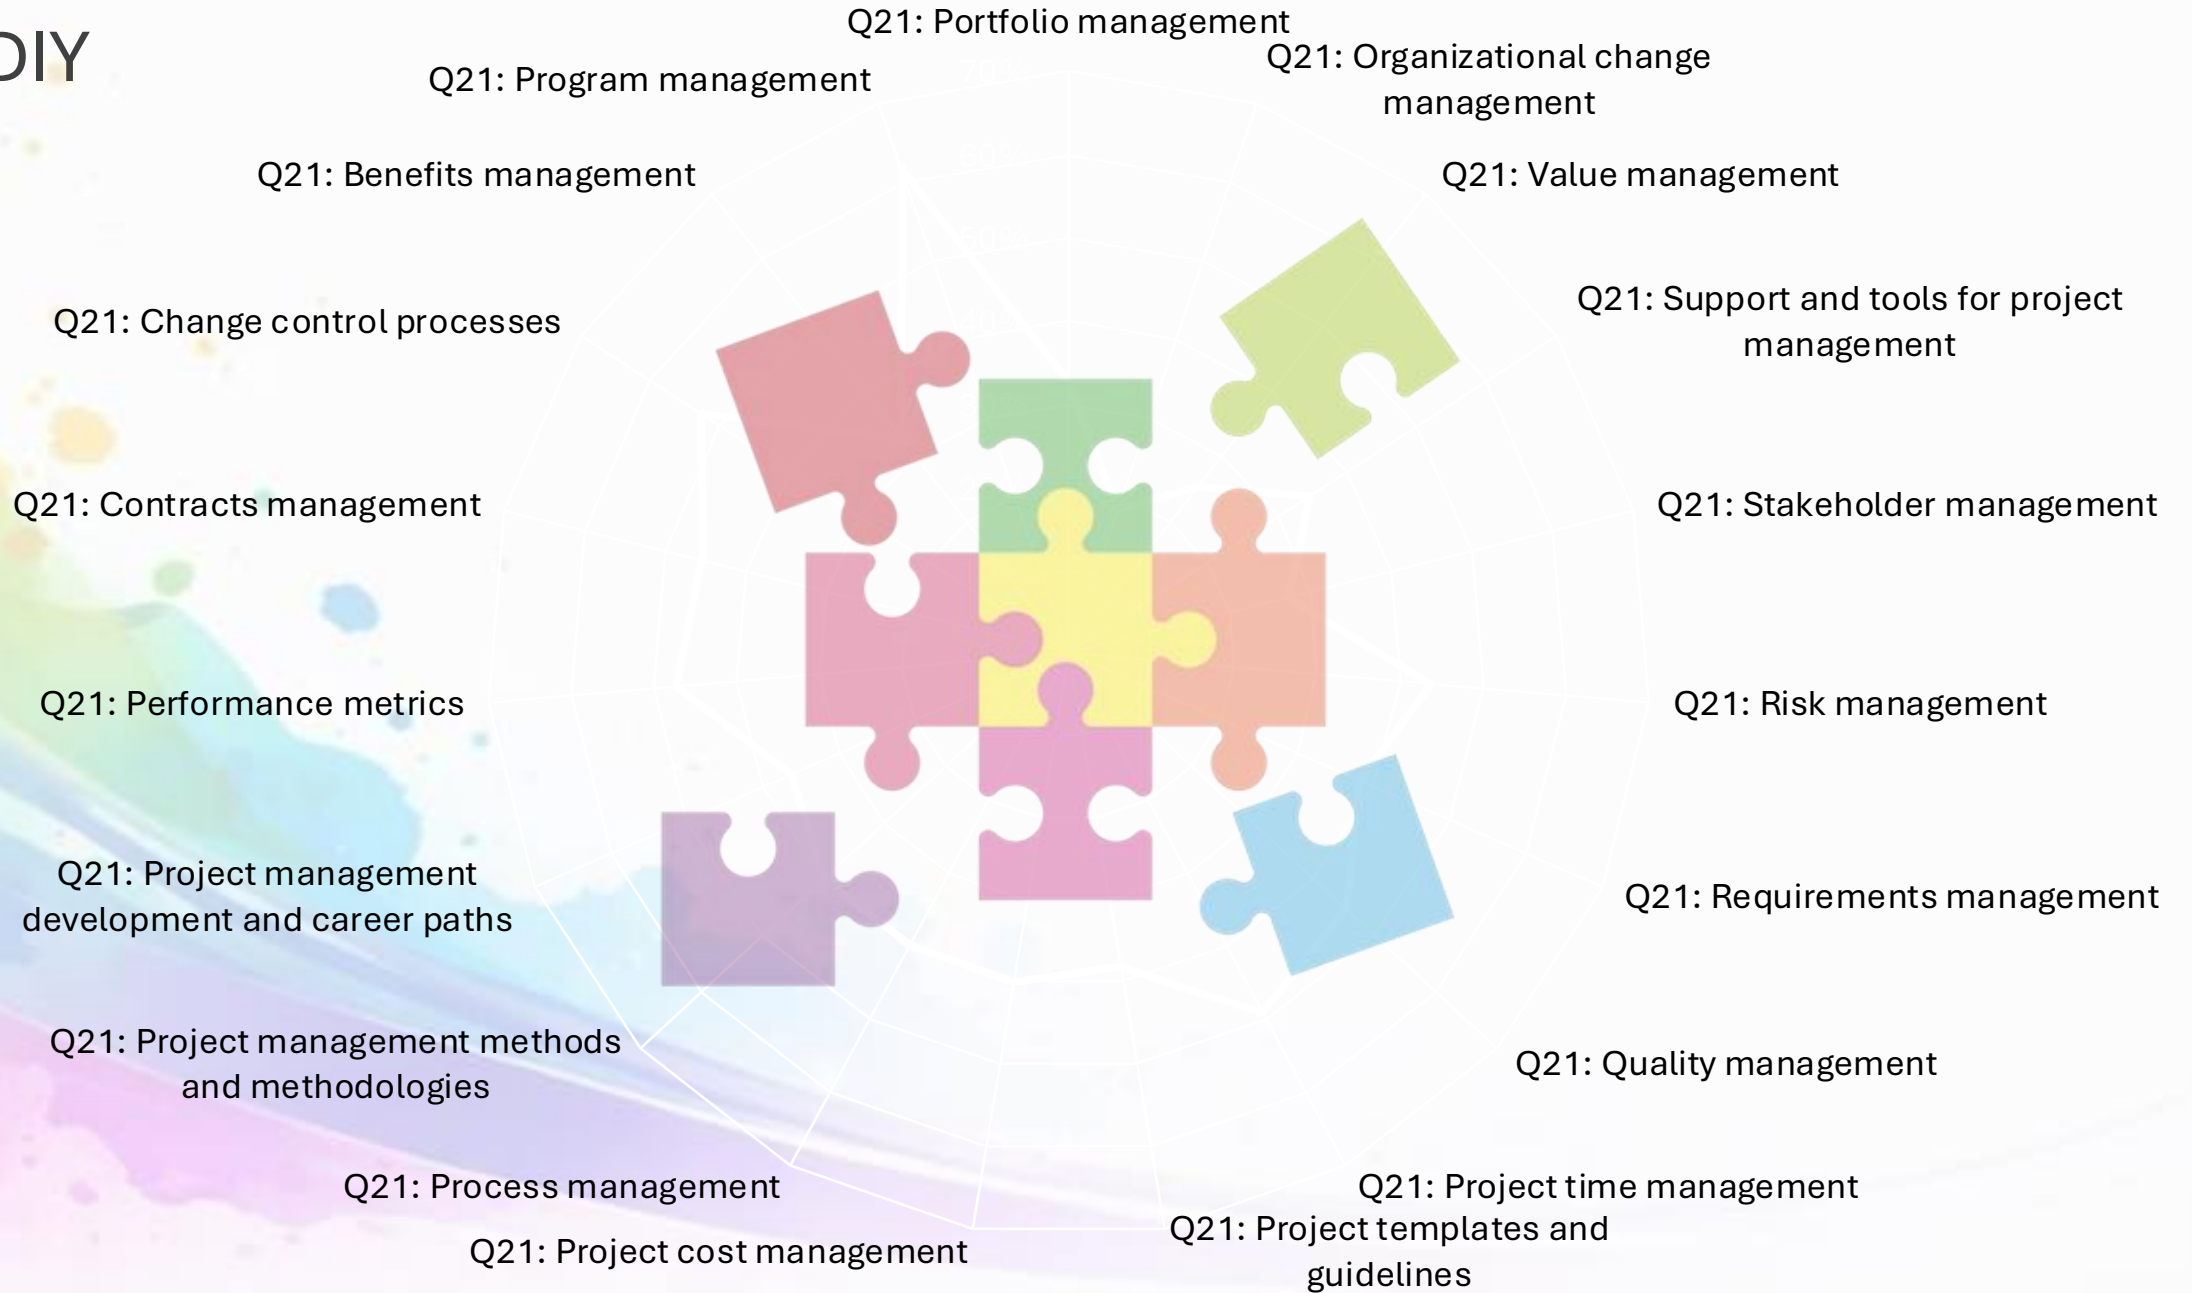 DIY
Q21: Portfolio management
Q21: Organizational change
management
Q21: Program management
Q21: Benefits management
Q21: Value management
Q21: Change control processes
Q21: Support and tools for project
management
Q21: Contracts management
Q21: Stakeholder management
Q21: Performance metrics
Q21: Risk management
Q21: Project management
development and career paths
Q21: Requirements management
Q21: Project management methods
and methodologies
Q21: Quality management
Q21: Process management
Q21: Project time management
Q21: Project cost management
Q21: Project templates and
guidelines